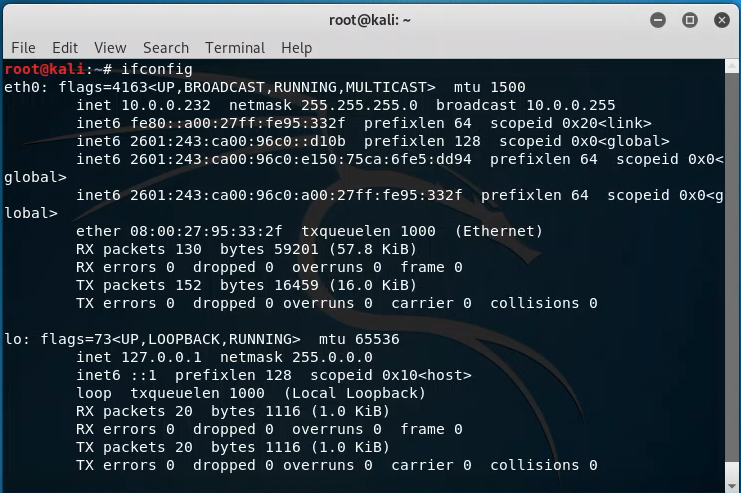 root@kali: ~
File Edit View Search Terminal Help
root@kali:~# ifconfig
eth0: flags=4163<UP,BROADCAST,RUNNING,MULTICAST>  mtu 1500
        inet 10.0.0.232  netmask 255.255.255.0  broadcast 10.0.0.255
        inet6 fe80::a00:27ff:fe95:332f  prefixlen 64  scopeid 0x20<link>
        inet6 2601:243:ca00:96c0::d10b  prefixlen 128  scopeid 0x0<global>
        inet6 2601:243:ca00:96c0:e150:75ca:6fe5:dd94  prefixlen 64  scopeid 0x0<
global>
        inet6 2601:243:ca00:96c0:a00:27ff:fe95:332f  prefixlen 64  scopeid 0x0<g
lobal>
        ether 08:00:27:95:33:2f  txqueuelen 1000  (Ethernet)
        RX packets 130  bytes 59201 (57.8 KiB)
        RX errors 0  dropped 0  overruns 0  frame 0
        TX packets 152  bytes 16459 (16.0 KiB)
        TX errors 0  dropped 0 overruns 0  carrier 0  collisions 0

lo: flags=73<UP,LOOPBACK,RUNNING>  mtu 65536
        inet 127.0.0.1  netmask 255.0.0.0
        inet6 ::1  prefixlen 128  scopeid 0x10<host>
        loop  txqueuelen 1000  (Local Loopback)
        RX packets 20  bytes 1116 (1.0 KiB)
        RX errors 0  dropped 0  overruns 0  frame 0
        TX packets 20  bytes 1116 (1.0 KiB)
        TX errors 0  dropped 0 overruns 0  carrier 0  collisions 0